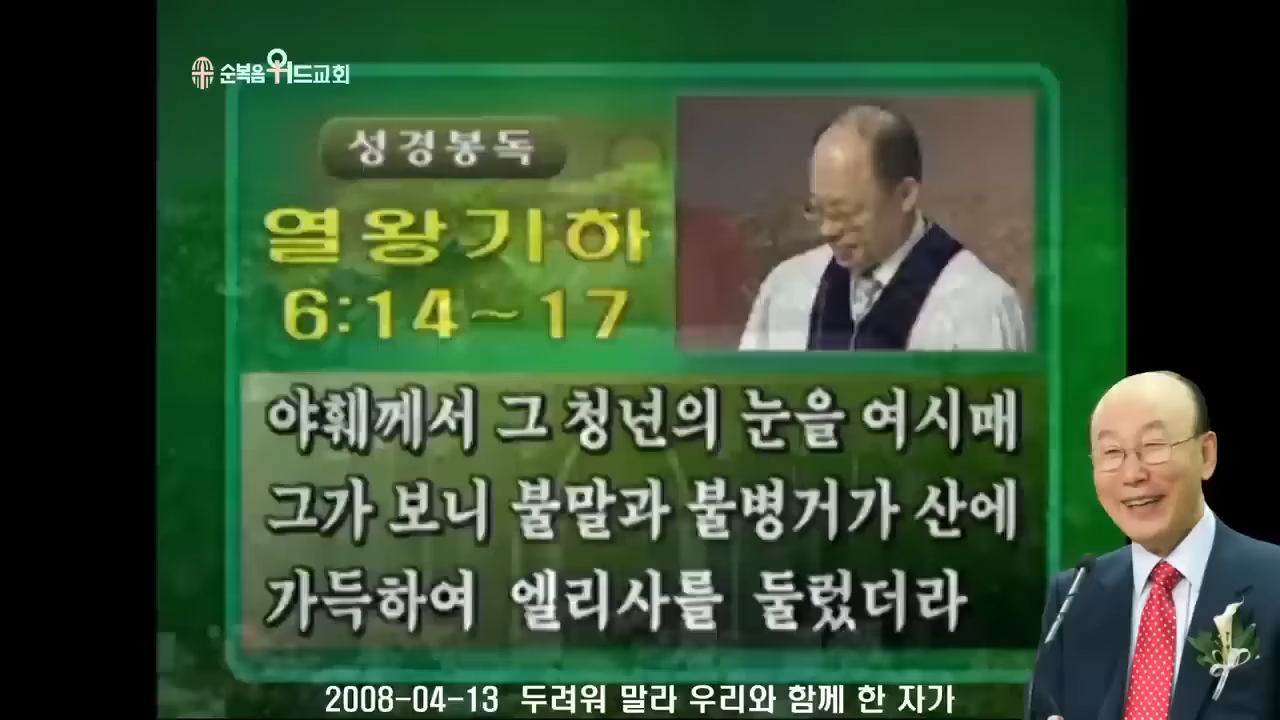 순복음워드교회
성경봉독
열왕기하
6:14~17
야훼께서 그 청년의 눈을 여시매
그가 보니 불말과 불병거가 산에
가득하여 엘리사를 둘렀더라
2008-04-13 두려워 말라 우리와 함께 한 자가